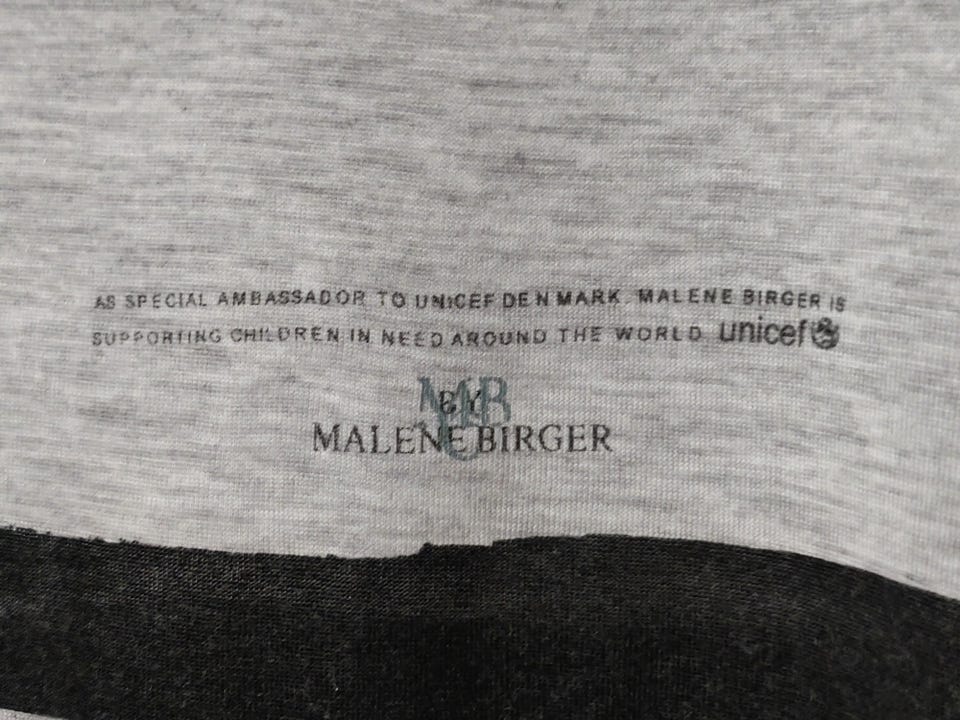 AS SPECIAL AMBASSADOR TO UNICEF DENMARK. MALENE BIRGER IS
SUPPORTING CHILDREN IN NEED AROUND THE WORLD unicef
BY
MALENE BIRGER